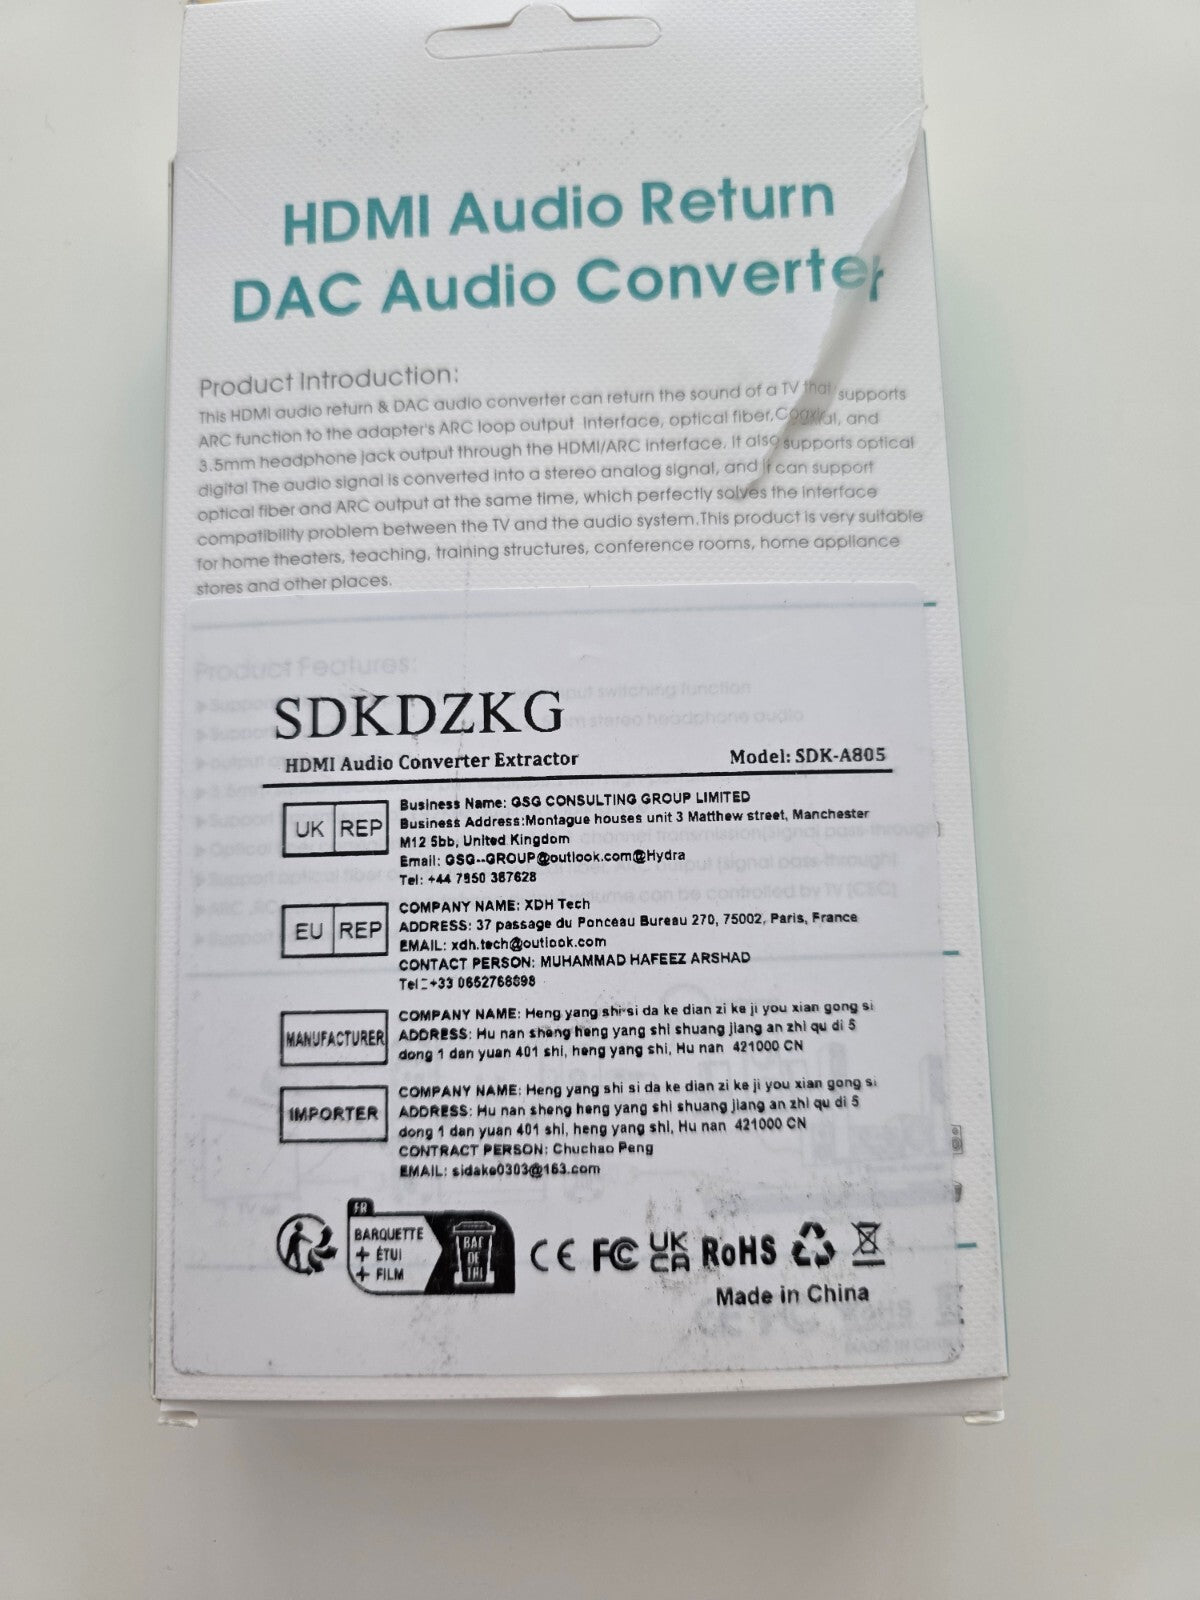 HDMI Audio Return
DAC Audio Converter
Product Introduction:
This HDMI audio return & DAC audio converter can return the sound of a TV that supports
ARC function to the adapter's ARC loop output Interface, optical fiber, Coaxial, and
3.5mm headphone jack output through the HDMI/ARC interface. It also supports optical
digital The audio signal is converted into a stereo analog signal, and it can support
optical fiber and ARC output at the same time, which perfectly solves the interface
compatibility problem between the TV and the audio system.This product is very suitable
for home theaters, teaching, training structures, conference rooms, home appliance
stores and other places.
Product Features:
SDKDZKG
HDMI Audio Converter Extractor
Model: SDK-A805
UK REP
Business Name: GSG CONSULTING GROUP LIMITED
Business Address:Montague houses unit 3 Matthew street, Manchester
M12 5bb, United Kingdom
Email: GSG--GROUP@outlook.com@Hydra
Tel: +44 7950 387628
EU REP
COMPANY NAME: XDH Tech
ADDRESS: 37 passage du Ponceau Bureau 270, 75002, Paris, France
EMAIL: xdh.tech@outlook.com
CONTACT PERSON: MUHAMMAD HAFEEZ ARSHAD
Tel:+33 0652768898
MANUFACTURER
COMPANY NAME: Heng yang shi si da ke dian zi ke ji you xian gong si
ADDRESS: Hu nan sheng heng yang shi shuang jiang an zhi qu di 5
dong 1 dan yuan 401 shi, heng yang shi, Hu nan 421000 CN
IMPORTER
COMPANY NAME: Heng yang shi si da ke dian zi ke ji you xian gong si
ADDRESS: Hu nan sheng heng yang shi shuang jiang an zhi qu di 5
dong 1 dan yuan 401 shi, heng yang shi, Hu nan 421000 CN
CONTRACT PERSON: Chuchao Peng
EMAIL: sidake0303@163.com
FR
BARQUETTE
+ ÉTUI
+ FILM
BAC
DE
TRI
CE FC UK CA RoHS
Made in China